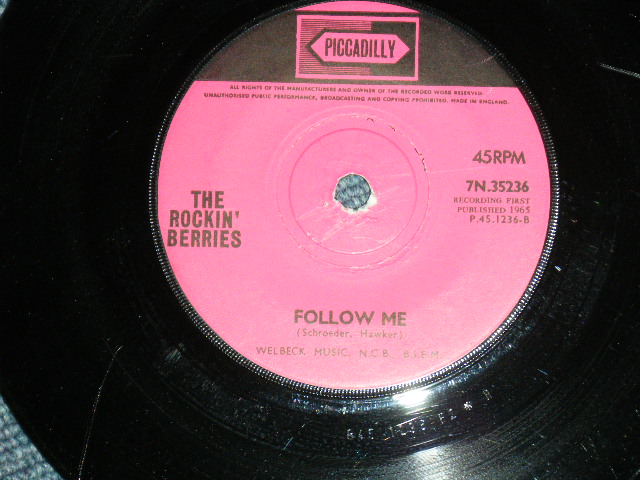 PICCADILLY
ALL RIGHTS OF THE MANUFACTURERS AND OWNER OF THE RECORDED WORK RESERVED.
UNAUTHORISED PUBLIC PERFORMANCE, BROADCASTING AND COPYING PROHIBITED. MADE IN ENGLAND.
45RPM
7N.35236
RECORDING FIRST
PUBLISHED 1965
P.45.1236-B
THE
ROCKIN'
BERRIES
FOLLOW ME
(Schroeder, Hawker)
WELBECK MUSIC, N.C.B. B.I.E.M.